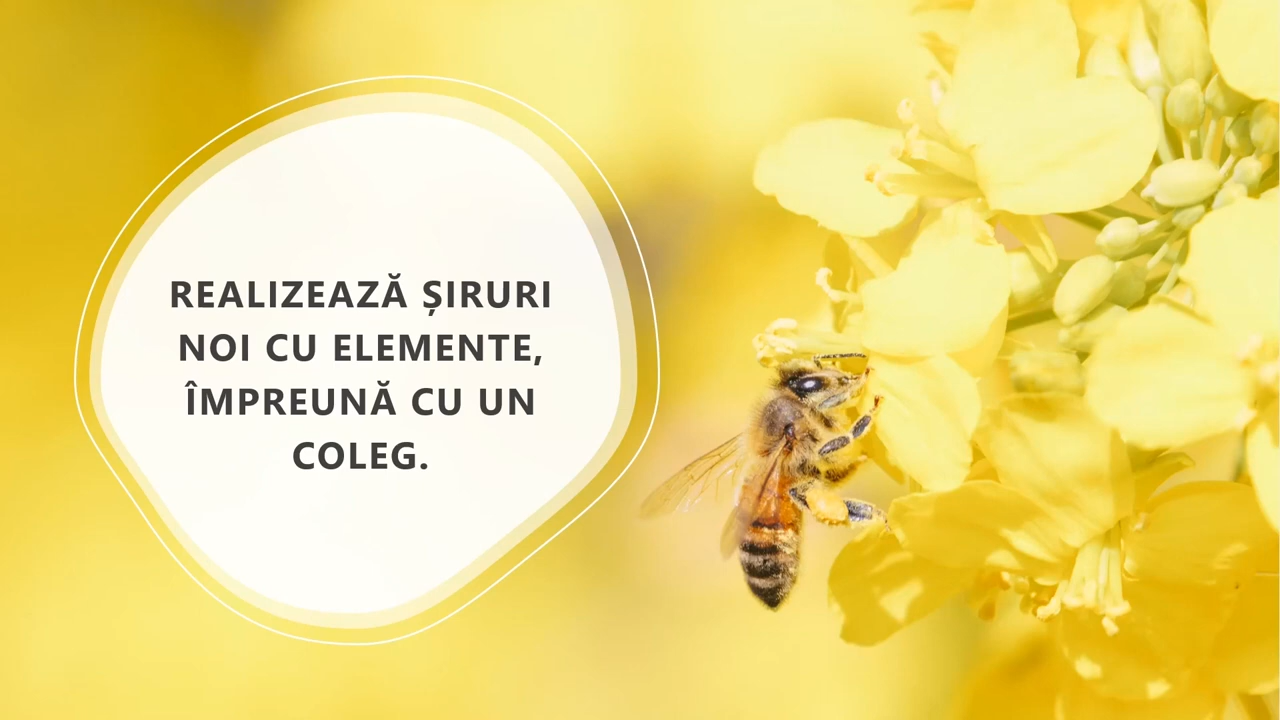 REALIZEAZĂ ȘIRURI
NOI CU ELEMENTE,
ÎMPREUNĂ CU UN
COLEG.